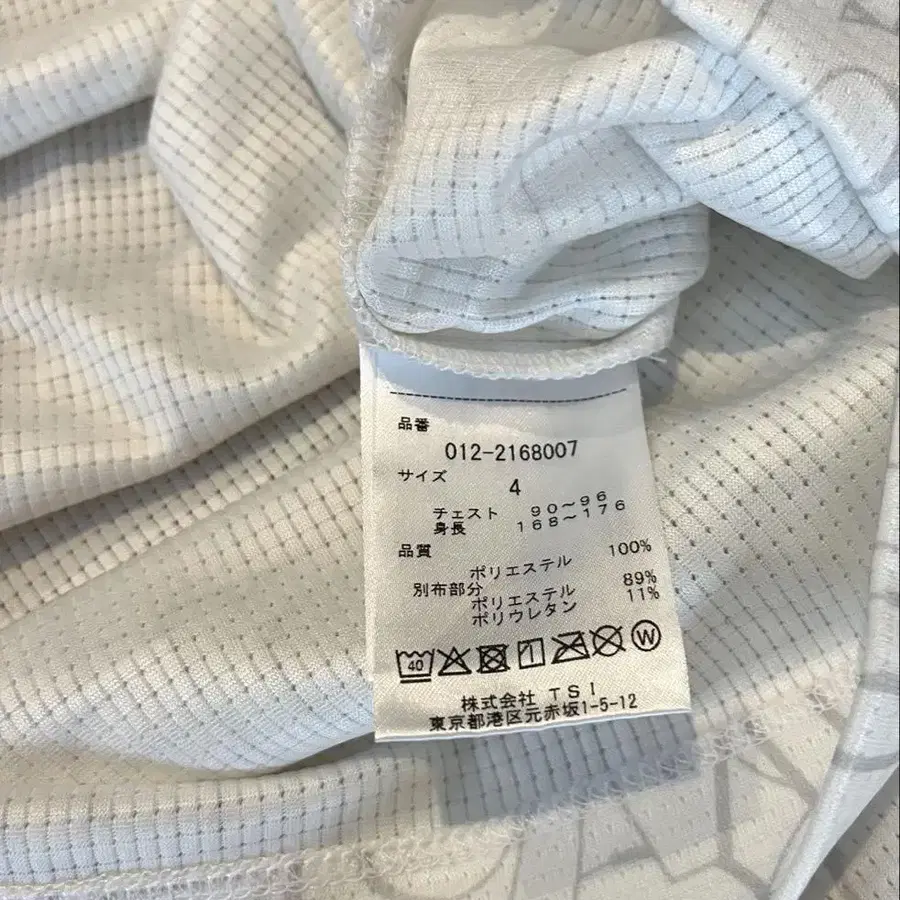 品番
012-2168007
サイズ
4
チェスト 90～96
身長 168～176
品質
ポリエステル 100%
別布部分
ポリエステル 89%
ポリウレタン 11%
40 W
株式会社 TSI
東京都港区元赤坂1-5-12